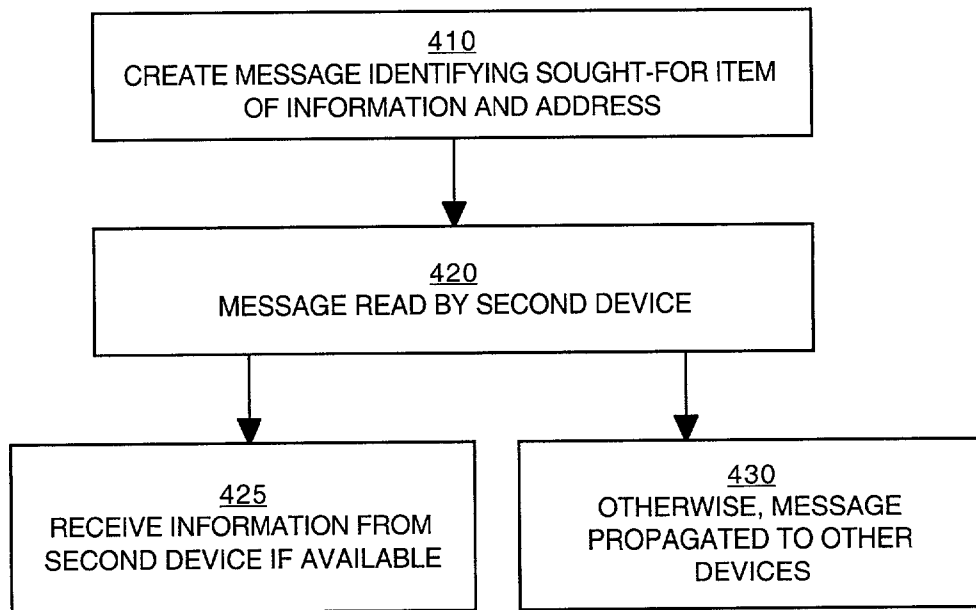 410
CREATE MESSAGE IDENTIFYING SOUGHT-FOR ITEM
OF INFORMATION AND ADDRESS
420
MESSAGE READ BY SECOND DEVICE
425
RECEIVE INFORMATION FROM
SECOND DEVICE IF AVAILABLE
430
OTHERWISE, MESSAGE
PROPAGATED TO OTHER
DEVICES